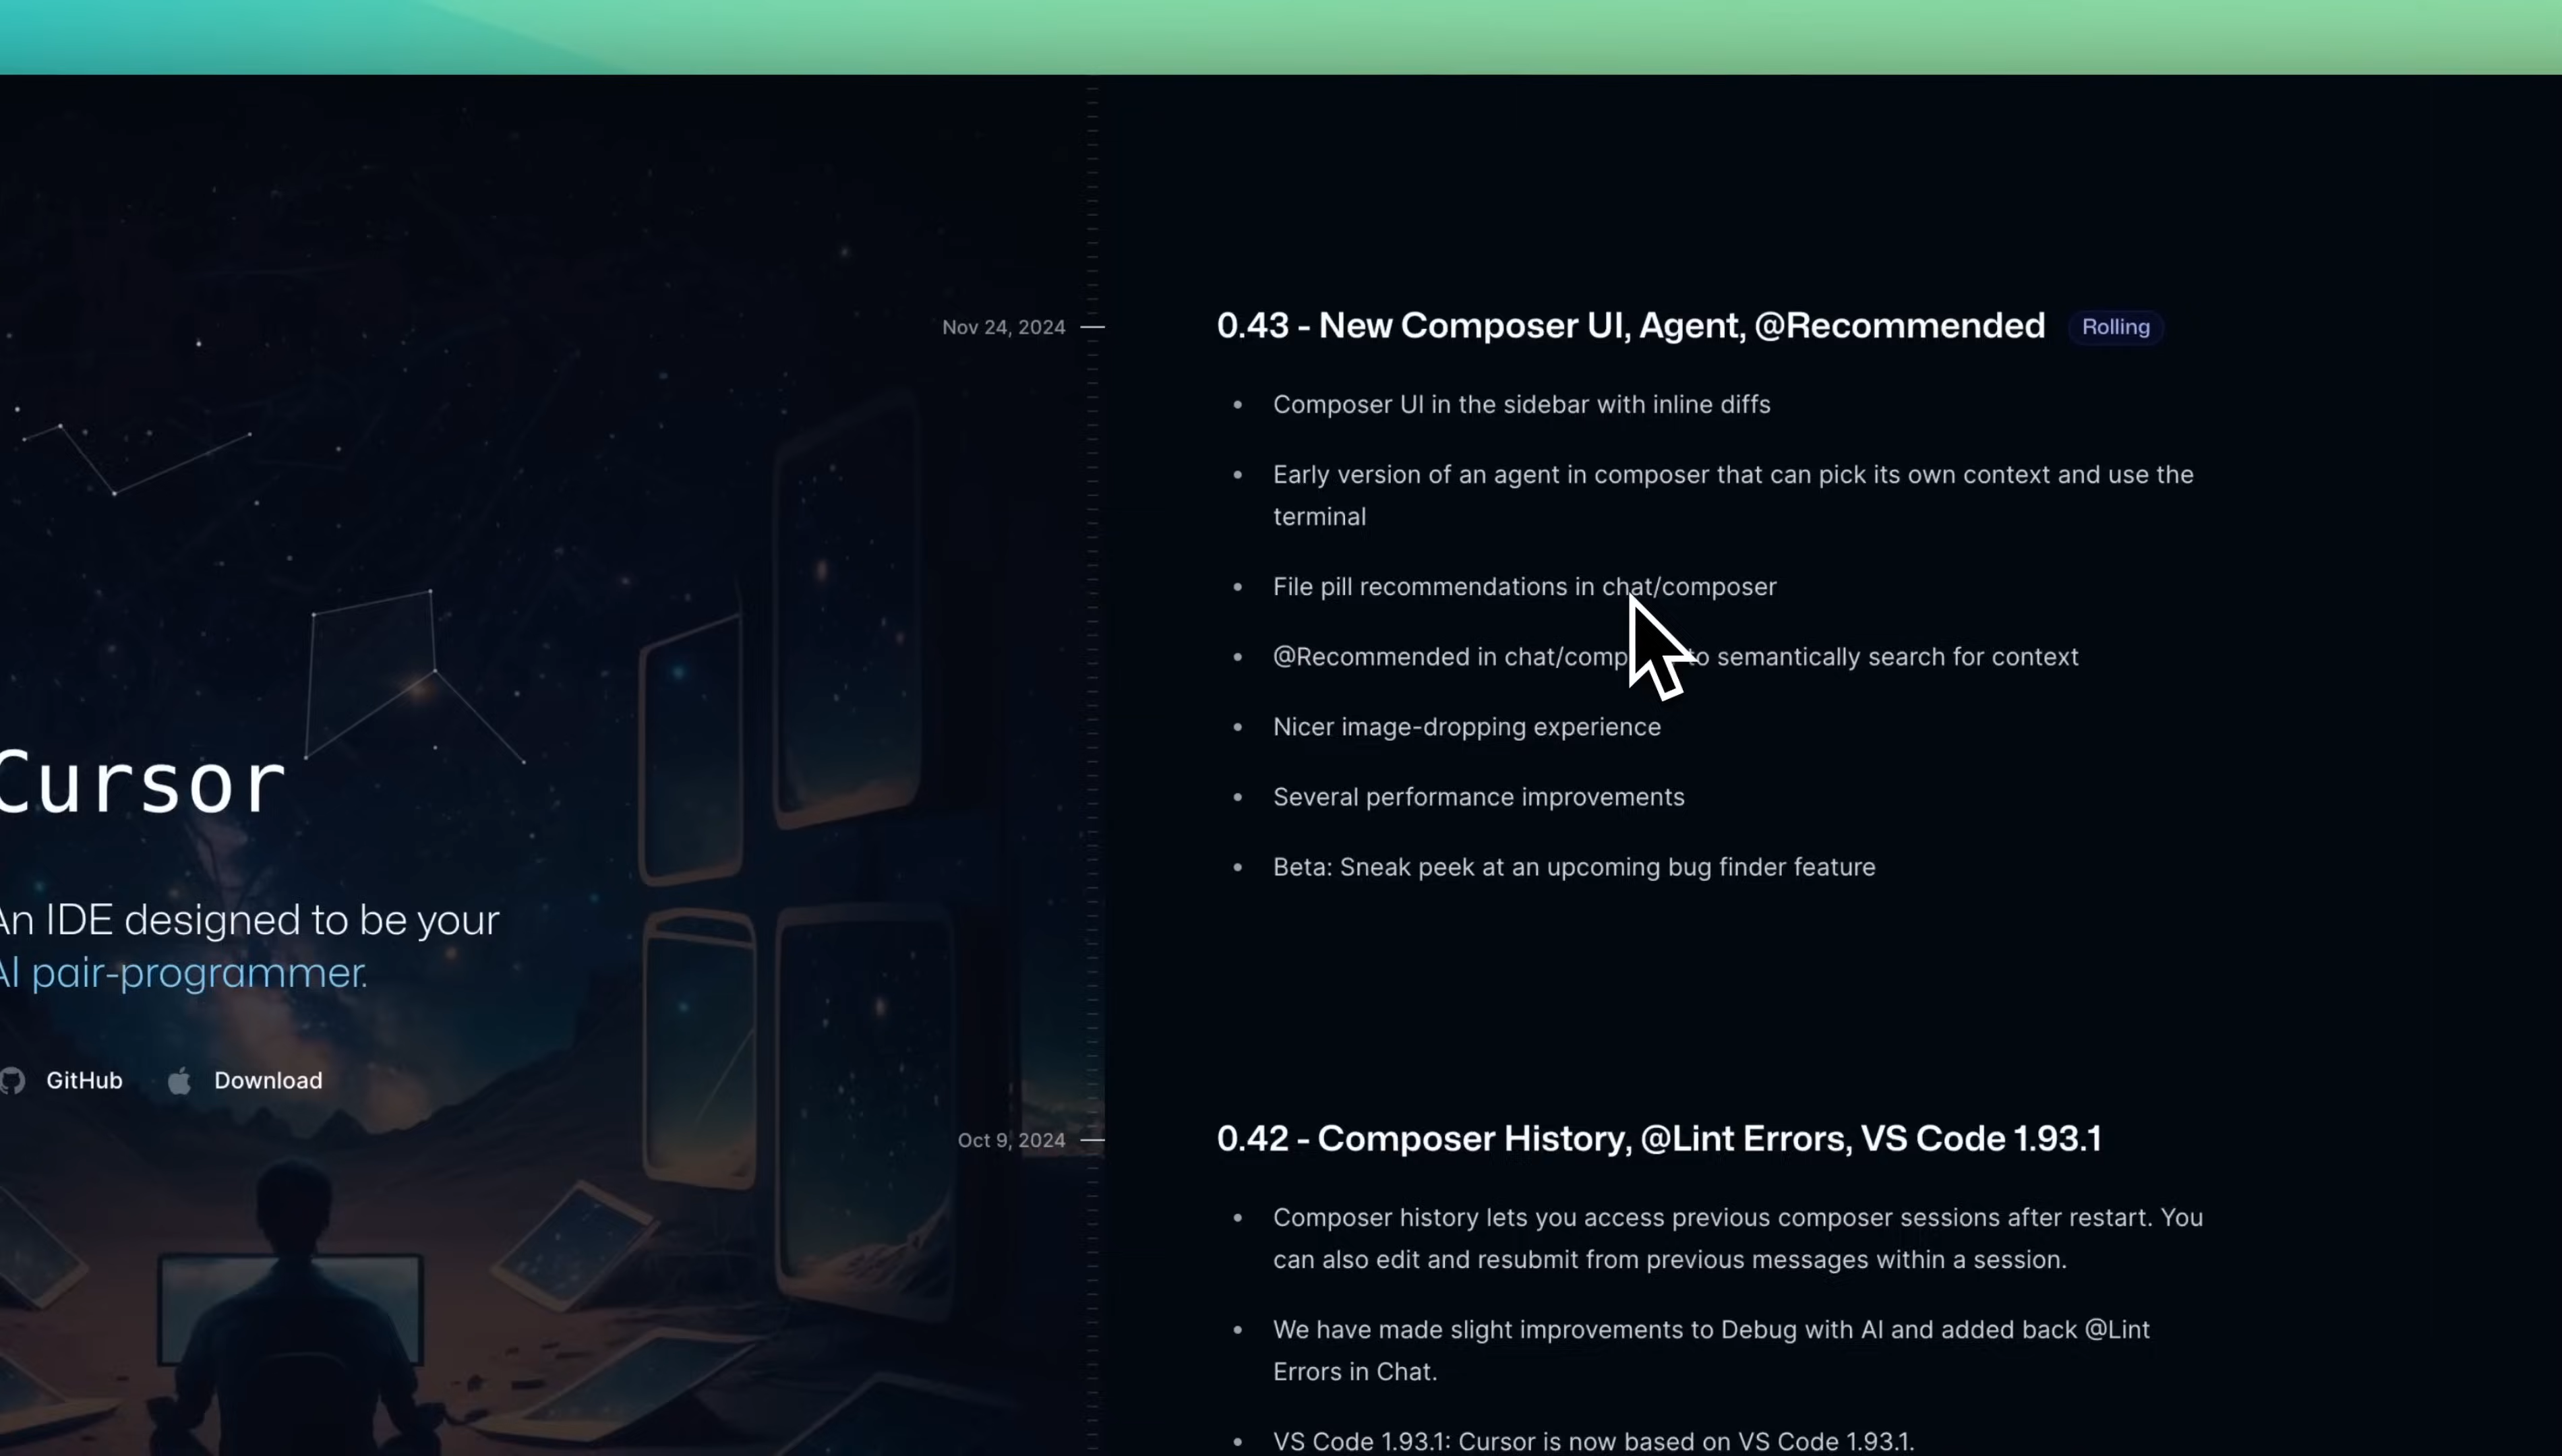 Cursor
An IDE designed to be your
AI pair-programmer.
GitHub
Download
Nov 24, 2024
0.43 - New Composer UI, Agent, @Recommended
Rolling
Composer UI in the sidebar with inline diffs
Early version of an agent in composer that can pick its own context and use the
terminal
File pill recommendations in chat/composer
@Recommended in chat/comp to semantically search for context
Nicer image-dropping experience
Several performance improvements
Beta: Sneak peek at an upcoming bug finder feature
Oct 9, 2024
0.42 - Composer History, @Lint Errors, VS Code 1.93.1
Composer history lets you access previous composer sessions after restart. You
can also edit and resubmit from previous messages within a session.
We have made slight improvements to Debug with AI and added back @Lint
Errors in Chat.
VS Code 1.93.1: Cursor is now based on VS Code 1.93.1.